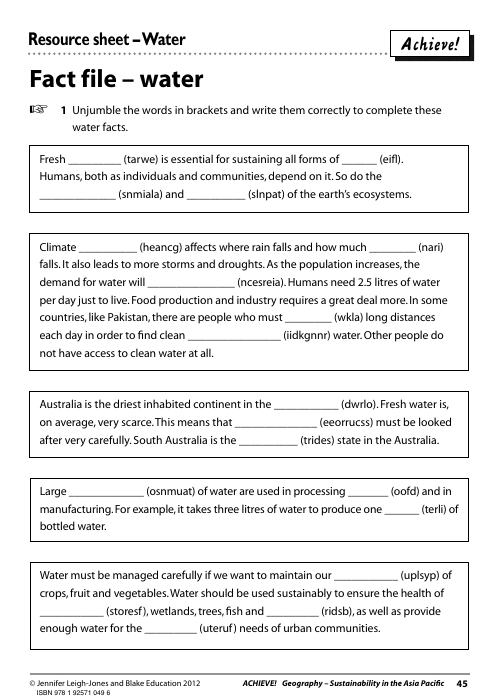 Resource sheet – Water
Achieve!
Fact file – water
1 Unjumble the words in brackets and write them correctly to complete these
water facts.
Fresh _________ (tarwe) is essential for sustaining all forms of ______ (eifl).
Humans, both as individuals and communities, depend on it. So do the
_____________ (snmiala) and __________ (slnpat) of the earth's ecosystems.
Climate __________ (heancg) affects where rain falls and how much ________ (nari)
falls. It also leads to more storms and droughts. As the population increases, the
demand for water will _______________ (ncesreia). Humans need 2.5 litres of water
per day just to live. Food production and industry requires a great deal more. In some
countries, like Pakistan, there are people who must ________ (wkla) long distances
each day in order to find clean ________________ (iidkgnnr) water. Other people do
not have access to clean water at all.
Australia is the driest inhabited continent in the ___________ (dwrlo). Fresh water is,
on average, very scarce. This means that ______________ (eeorrucss) must be looked
after very carefully. South Australia is the __________ (trides) state in the Australia.
Large _____________ (osnmuat) of water are used in processing _______ (oofd) and in
manufacturing. For example, it takes three litres of water to produce one ______ (terli) of
bottled water.
Water must be managed carefully if we want to maintain our ___________ (uplsyp) of
crops, fruit and vegetables. Water should be used sustainably to ensure the health of
___________ (storesf), wetlands, trees, fish and _________ (ridsb), as well as provide
enough water for the _________ (uteruf) needs of urban communities.
© Jennifer Leigh-Jones and Blake Education 2012 ACHIEVE! Geography – Sustainability in the Asia Pacific 45
ISBN 978 1 92571 049 6